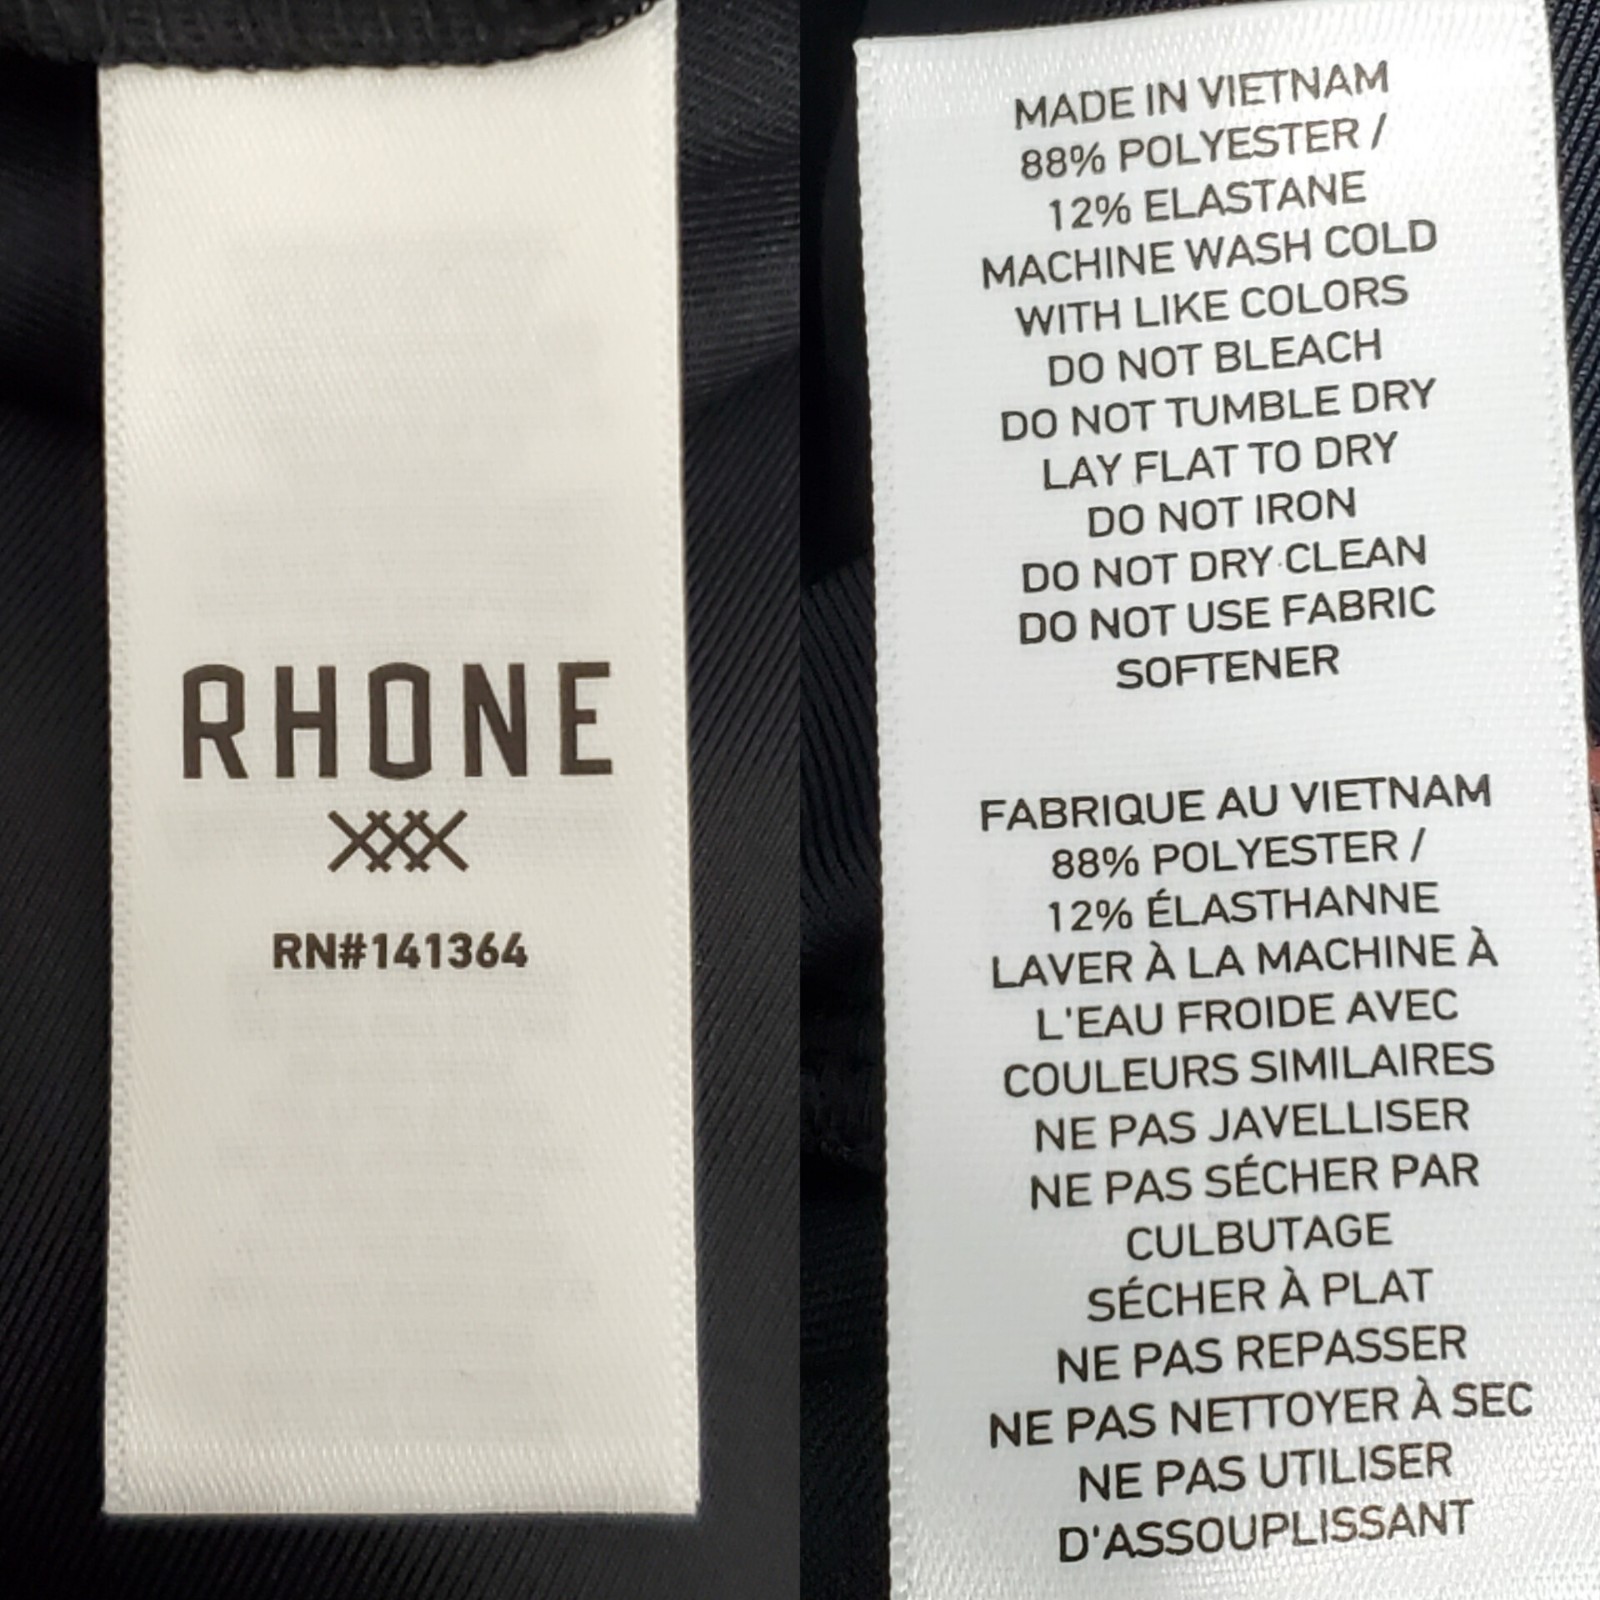 RHONE
RN#141364
MADE IN VIETNAM
88% POLYESTER /
12% ELASTANE
MACHINE WASH COLD
WITH LIKE COLORS
DO NOT BLEACH
DO NOT TUMBLE DRY
LAY FLAT TO DRY
DO NOT IRON
DO NOT DRY CLEAN
DO NOT USE FABRIC
SOFTENER
FABRIQUE AU VIETNAM
88% POLYESTER /
12% ÉLASTHANNE
LAVER À LA MACHINE À
L'EAU FROIDE AVEC
COULEURS SIMILAIRES
NE PAS JAVELLISER
NE PAS SÉCHER PAR
CULBUTAGE
SÉCHER À PLAT
NE PAS REPASSER
NE PAS NETTOYER À SEC
NE PAS UTILISER
D'ASSOUPLISSANT